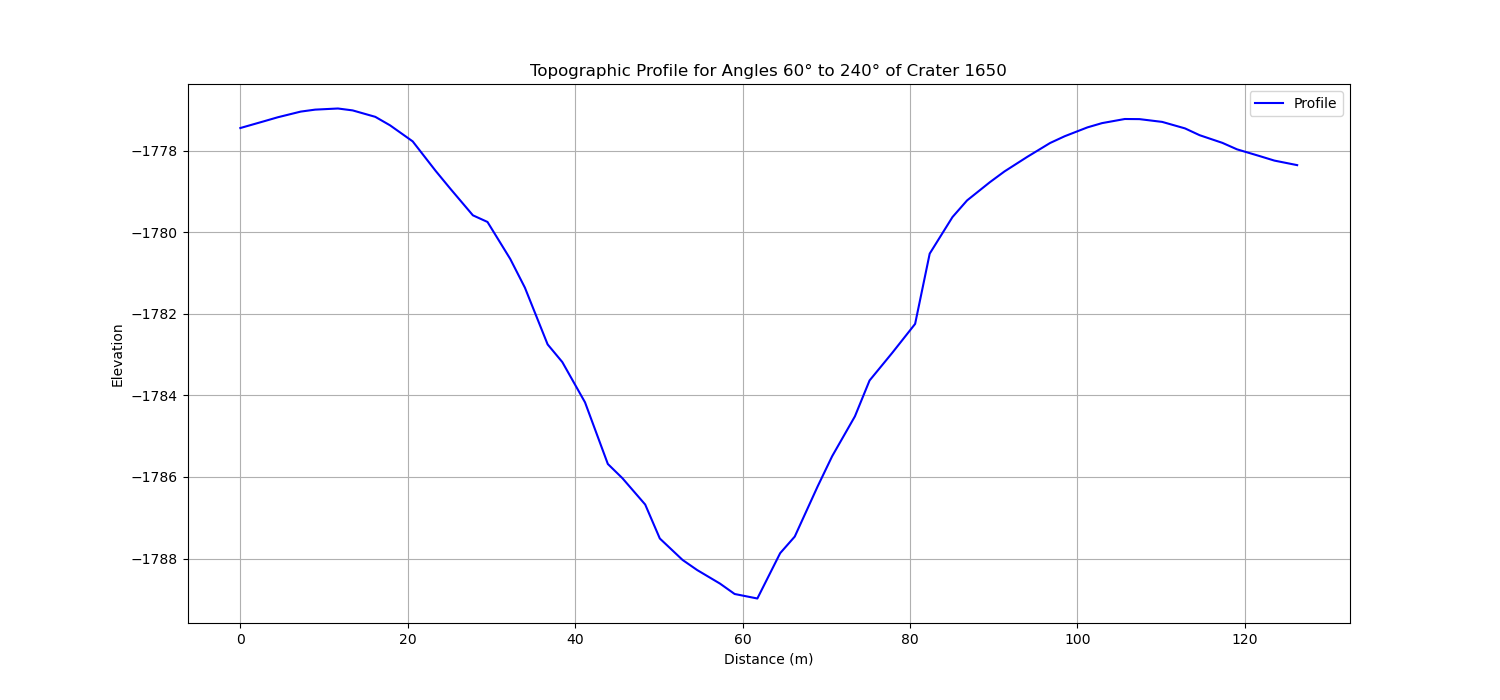 Topographic Profile for Angles 60° to 240° of Crater 1650
Profile
−1778
−1780
−1782
−1784
−1786
−1788
Elevation
0 20 40 60 80 100 120
Distance (m)